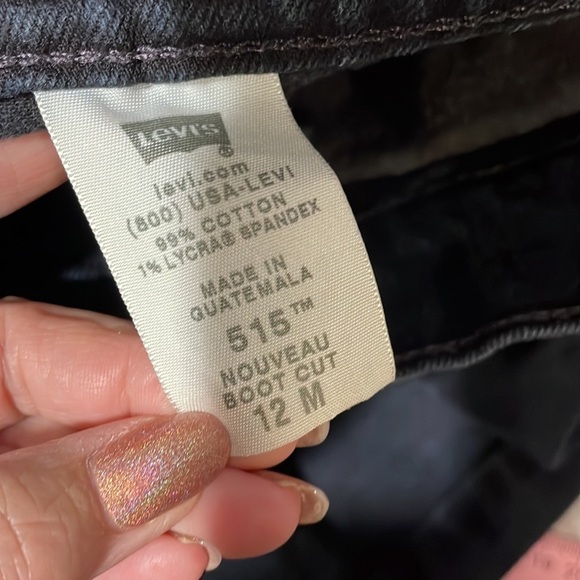 Levi's®
levi.com
(800) USA-LEVI
99% COTTON
1% LYCRA® SPANDEX
MADE IN
GUATEMALA
515™
NOUVEAU
BOOT CUT
12 M